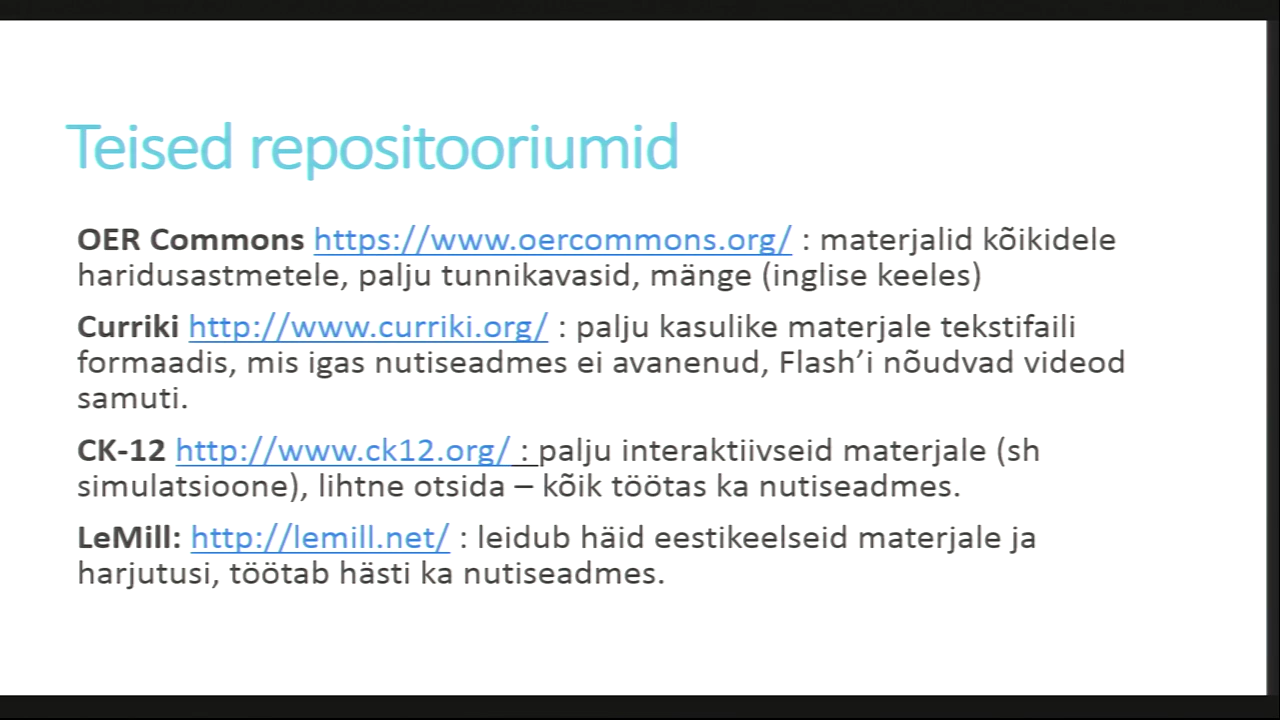 Teised repositooriumid
OER Commons https://www.oercommons.org/ : materjalid kõikidele
haridusastmetele, palju tunnikavasid, mänge (inglise keeles)
Curriki http://www.curriki.org/ : palju kasulike materjale tekstifaili
formaadis, mis igas nutiseadmes ei avanenud, Flash’i nõudvad videod
samuti.
CK-12 http://www.ck12.org/ : palju interaktiivseid materjale (sh
simulatsioone), lihtne otsida – kõik töötas ka nutiseadmes.
LeMill: http://lemill.net/ : leidub häid eestikeelseid materjale ja
harjutusi, töötab hästi ka nutiseadmes.